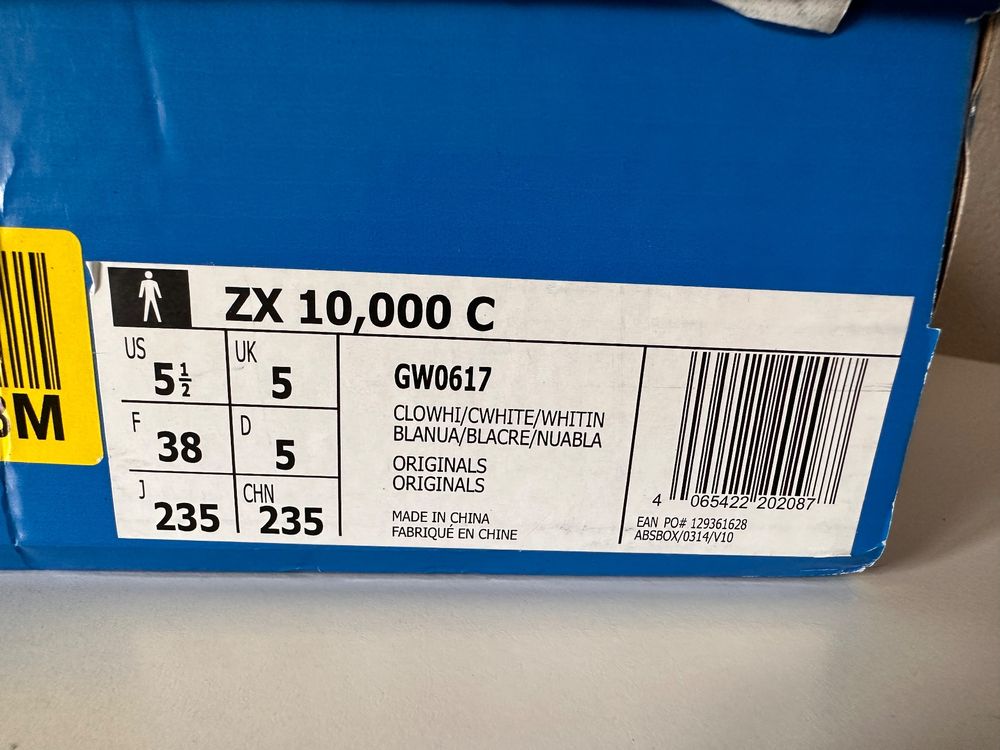 ZX 10,000 C
US 5½ UK 5
F 38 D 5
J 235 CHN 235
GW0617
CLOWHI/CWHITE/WHITIN
BLANUA/BLACRE/NUABLA
ORIGINALS
ORIGINALS
MADE IN CHINA
FABRIQUÉ EN CHINE
4 065422 202087
EAN PO# 129361628
ABSBOX/0314/V10